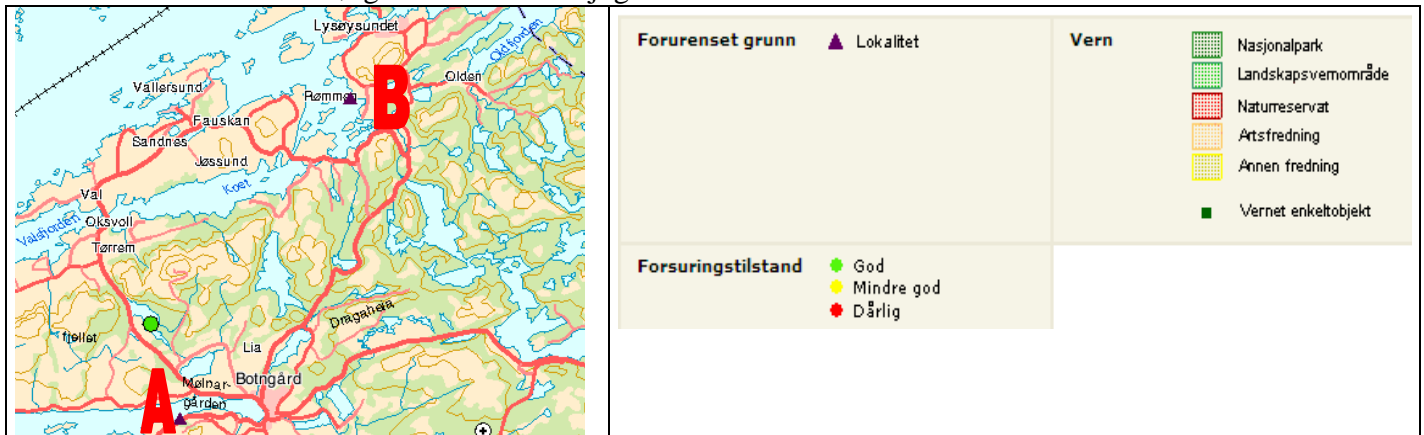 Lysøysundet
Oldfjorden
Olden
Vallersund
Rømmen
B
Fauskan
Sandnes
Jøssund
Koet
Val
Valsfjorden
Oksvoll
Tørrem
Dragaheia
fjellet
Lia
Mølnar-
gården
Botngård
A
Forurenset grunn
Lokalitet
Vern
Nasjonalpark
Landskapsvernområde
Naturreservat
Artsfredning
Annen fredning
Vernet enkeltobjekt
Forsuringstilstand
God
Mindre god
Dårlig